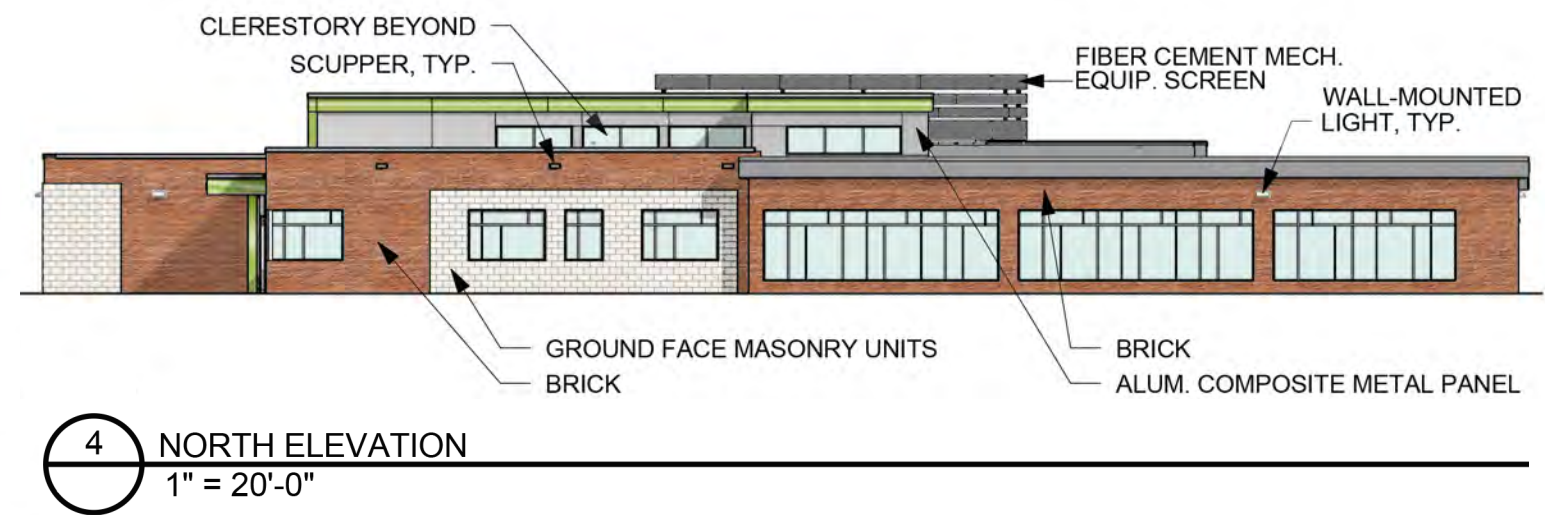 CLERESTORY BEYOND
SCUPPER, TYP.
FIBER CEMENT MECH.
EQUIP. SCREEN
WALL-MOUNTED
LIGHT, TYP.
GROUND FACE MASONRY UNITS
BRICK
BRICK
ALUM. COMPOSITE METAL PANEL
4
NORTH ELEVATION
1" = 20'-0"